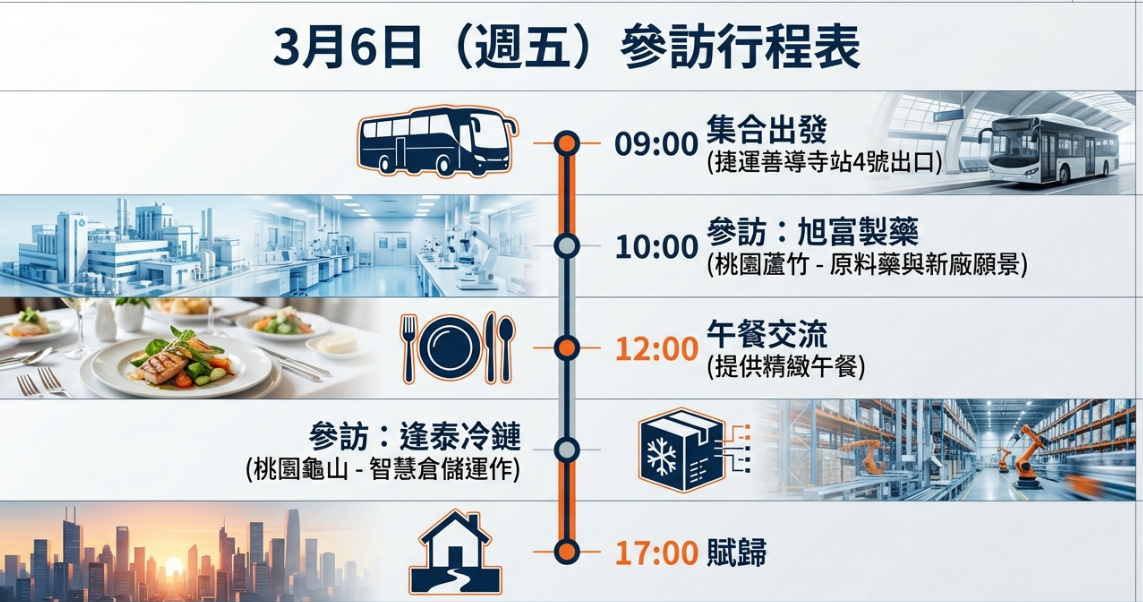 3月6日（週五）參訪行程表
09:00 集合出發
(捷運善導寺站4號出口)
10:00 參訪：旭富製藥
(桃園蘆竹 - 原料藥與新廠願景)
12:00 午餐交流
(提供精緻午餐)
參訪：逢泰冷鏈
(桃園龜山 - 智慧倉儲運作)
17:00 賦歸